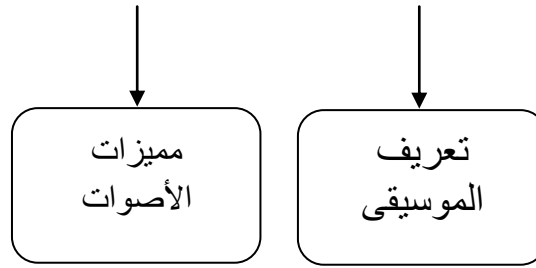 تعريف
الموسيقى
مميزات
الأصوات